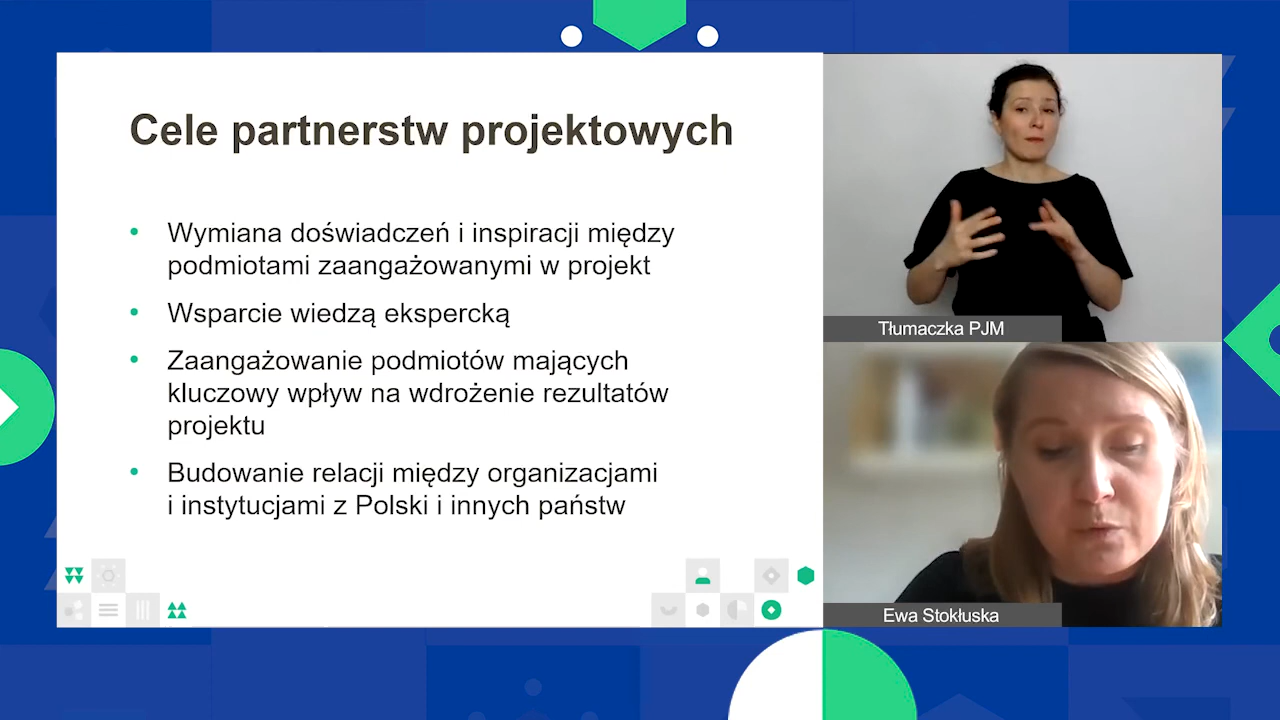 Cele partnerstw projektowych
• Wymiana doświadczeń i inspiracji między
podmiotami zaangażowanymi w projekt
• Wsparcie wiedzą ekspercką
• Zaangażowanie podmiotów mających
kluczowy wpływ na wdrożenie rezultatów
projektu
• Budowanie relacji między organizacjami
i instytucjami z Polski i innych państw
Tłumaczka PJM
Ewa Stokłuska